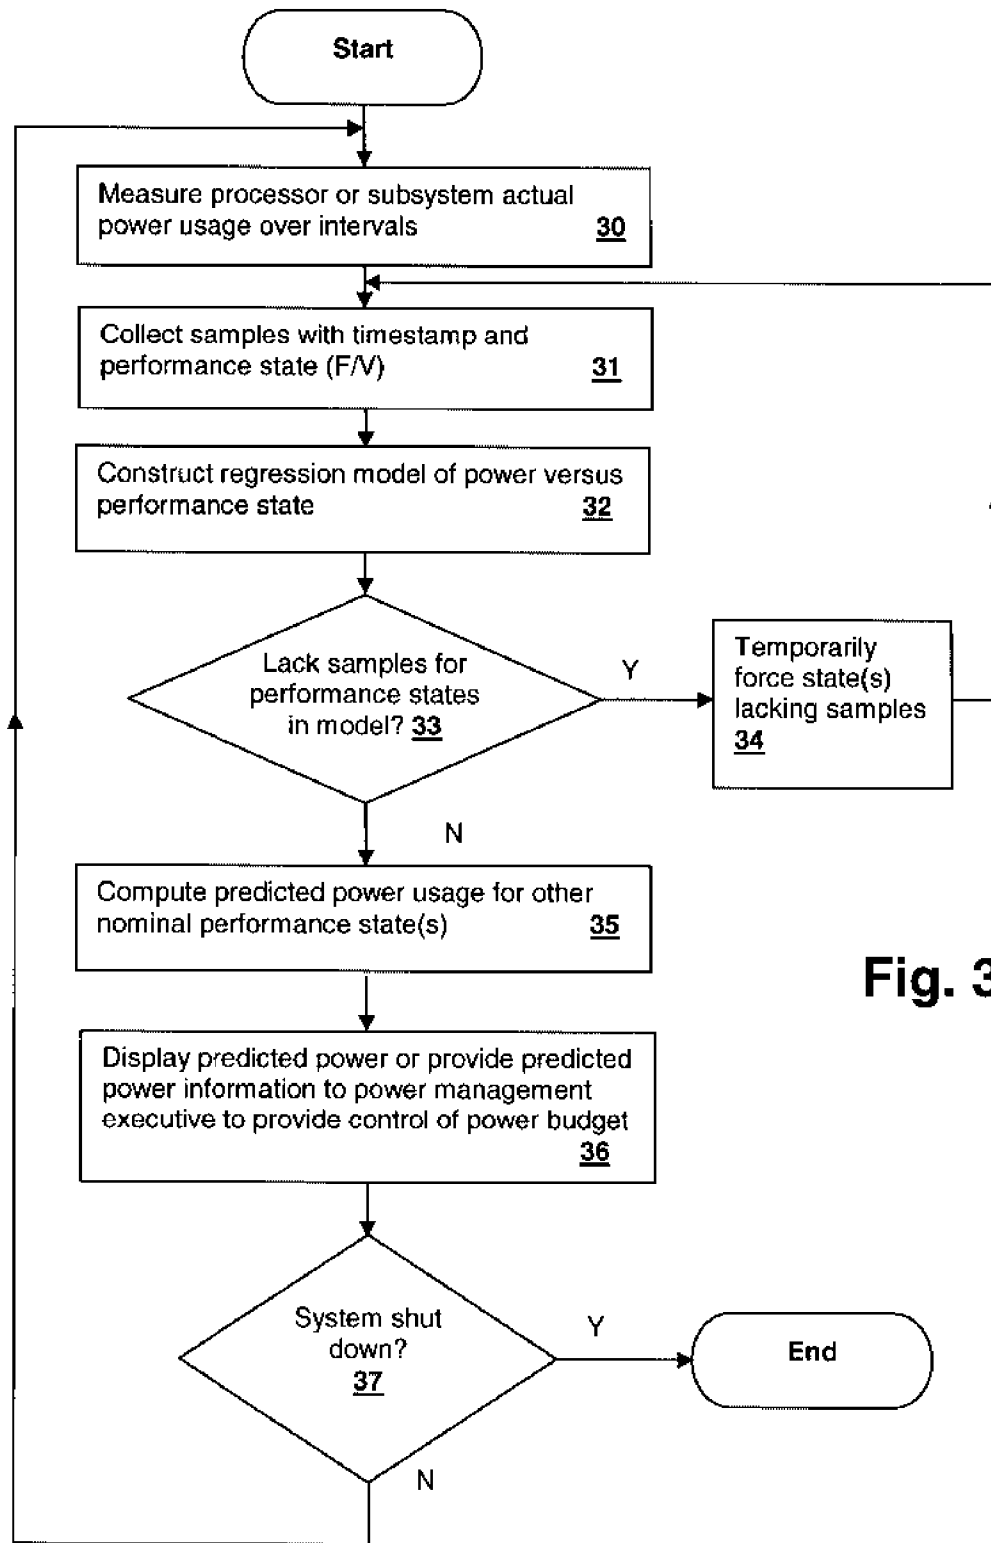 Start
Measure processor or subsystem actual
power usage over intervals 30
Collect samples with timestamp and
performance state (F/V) 31
Construct regression model of power versus
performance state 32
Lack samples for
performance states
in model? 33
Y
Temporarily
force state(s)
lacking samples
34
N
Compute predicted power usage for other
nominal performance state(s) 35
Fig. 3
Display predicted power or provide predicted
power information to power management
executive to provide control of power budget
36
System shut
down?
37
Y
End
N